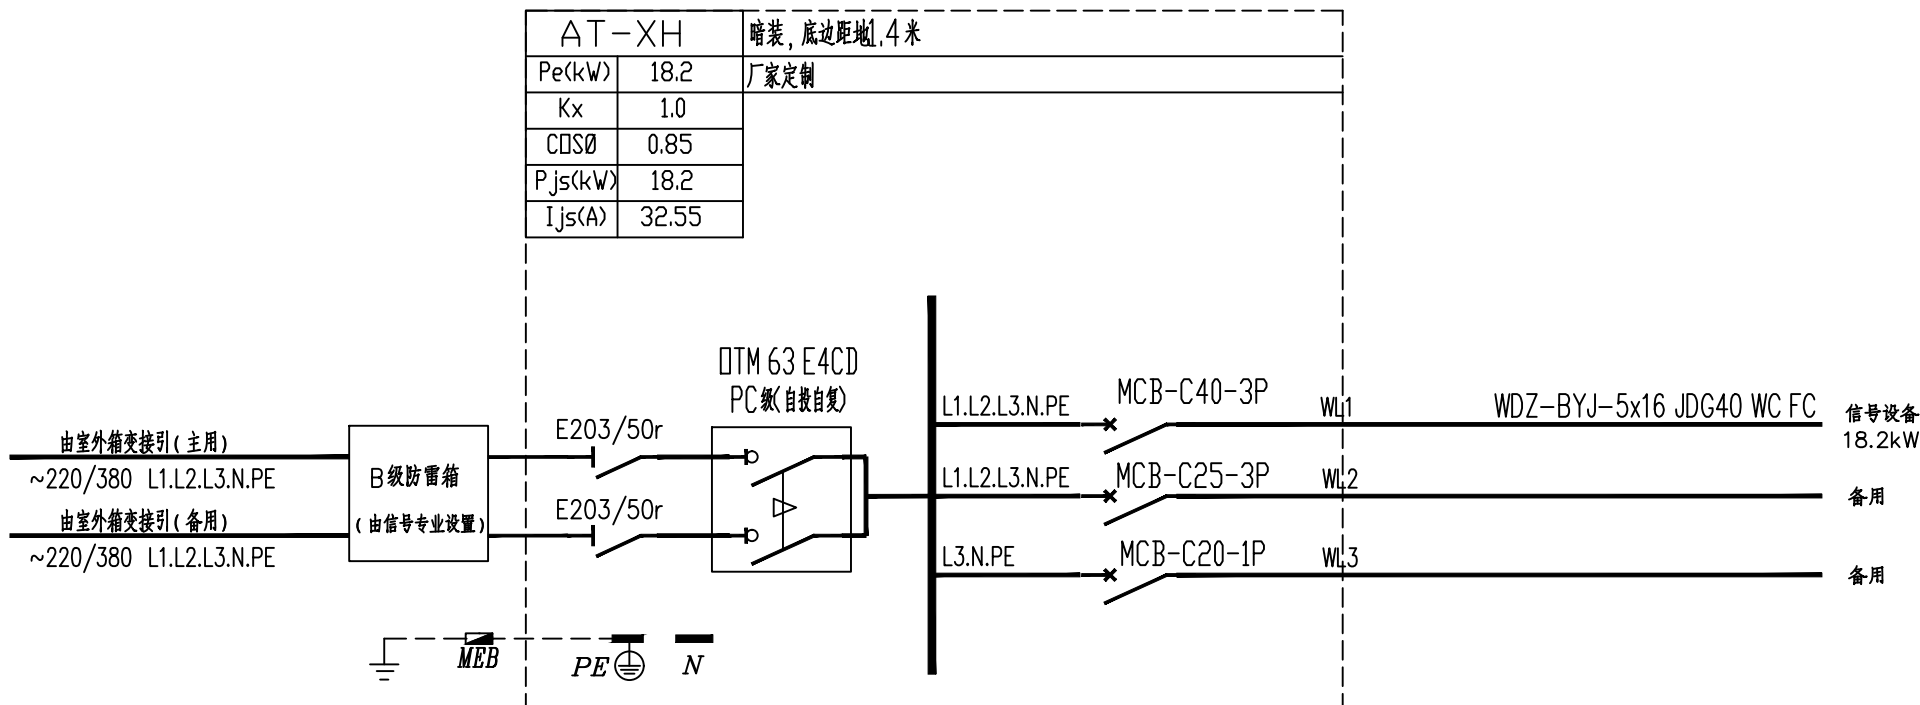 AT-XH
暗装, 底边距地1.4米
Pe(kW) 18.2
厂家定制
Kx 1.0
COSØ 0.85
Pjs(kW) 18.2
Ijs(A) 32.55
OTM 63 E4CD
PC级(自投自复)
由室外箱变接引(主用)
~220/380 L1.L2.L3.N.PE
由室外箱变接引(备用)
~220/380 L1.L2.L3.N.PE
B级防雷箱
(由信号专业设置)
E203/50r
E203/50r
L1.L2.L3.N.PE MCB-C40-3P WL1 WDZ-BYJ-5x16 JDG40 WC FC
信号设备
18.2kW
L1.L2.L3.N.PE MCB-C25-3P WL2 备用
L3.N.PE MCB-C20-1P WL3 备用
MEB PE N